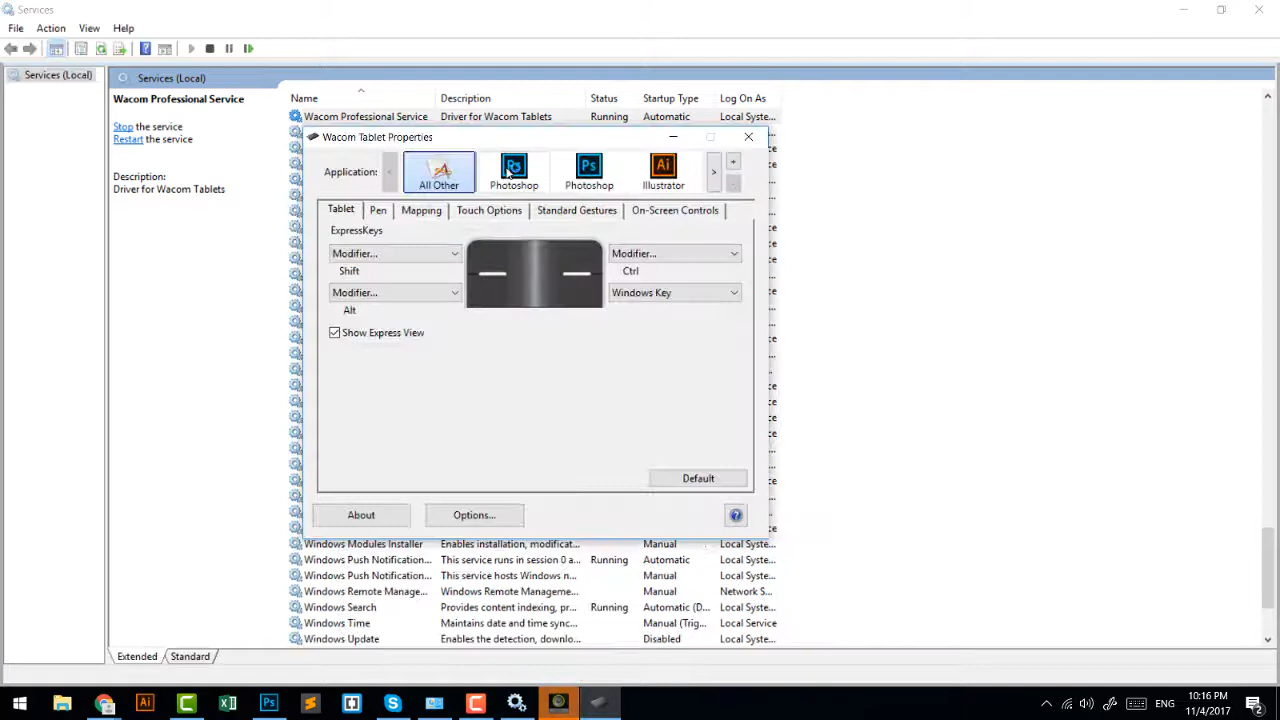 Services
File Action View Help
Services (Local)
Services (Local)
Wacom Professional Service
Stop the service
Restart the service
Description:
Driver for Wacom Tablets
Name Description Status Startup Type Log On As
Wacom Professional Service Driver for Wacom Tablets Running Automatic Local Syste...
Wacom Tablet Properties
Application: < All Other Ps Photoshop Ps Photoshop Ai Illustrator > + -
Tablet Pen Mapping Touch Options Standard Gestures On-Screen Controls
ExpressKeys
Modifier... Modifier...
Shift Ctrl
Modifier... Windows Key
Alt
Show Express View
Default
About Options... ?
Windows Modules Installer Enables installation, modificat... Manual Local Syste...
Windows Push Notification... This service runs in session 0 a... Running Automatic Local Syste...
Windows Push Notification... This service hosts Windows n... Manual Local Syste...
Windows Remote Manage... Windows Remote Manageme... Manual Network S...
Windows Search Provides content indexing, pr... Running Automatic (D... Local Syste...
Windows Time Maintains date and time sync... Manual (Trig... Local Service
Windows Update Enables the detection, downlo... Disabled Local Syste...
Extended Standard
Ai C Ps S C ENG 10:16 PM
11/4/2017 2